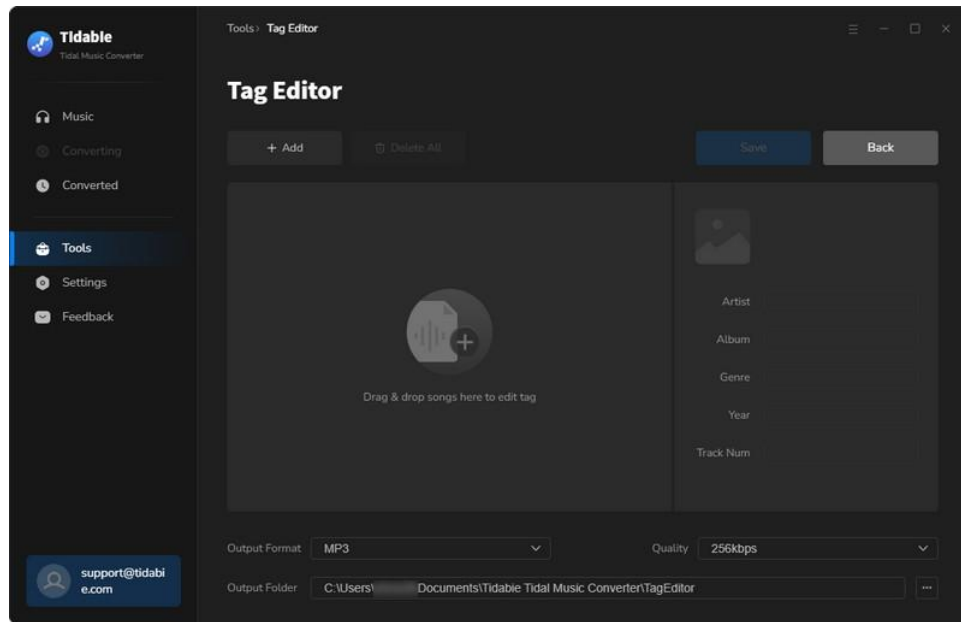 Tidable
Tidal Music Converter
Music
Converting
Converted
Tools
Settings
Feedback
support@tidabi
e.com
Tools› Tag Editor
Tag Editor
+ Add
Delete All
Save
Back
Drag & drop songs here to edit tag
Artist
Album
Genre
Year
Track Num
Output Format MP3
Quality 256kbps
Output Folder C:\Users\ Documents\Tidabie Tidal Music Converter\TagEditor